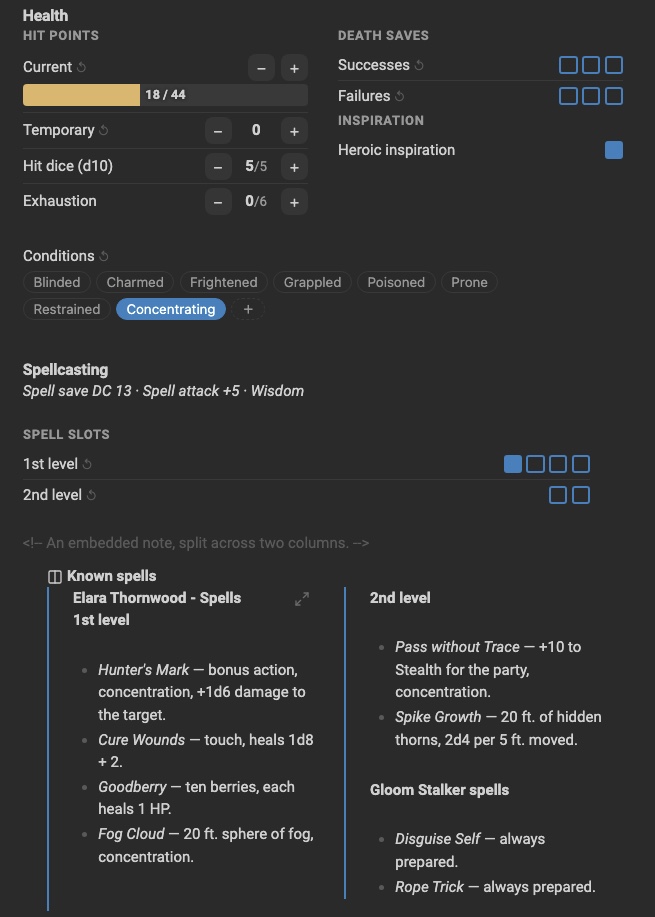 Health
HIT POINTS
Current
− +
18 / 44
Temporary − 0 +
Hit dice (d10) − 5/5 +
Exhaustion − 0/6 +
DEATH SAVES
Successes
Failures
INSPIRATION
Heroic inspiration
Conditions
Blinded Charmed Frightened Grappled Poisoned Prone
Restrained Concentrating +
Spellcasting
Spell save DC 13 · Spell attack +5 · Wisdom
SPELL SLOTS
1st level
2nd level
<!-- An embedded note, split across two columns. -->
Known spells
Elara Thornwood - Spells
1st level
Hunter's Mark — bonus action,
concentration, +1d6 damage to
the target.
Cure Wounds — touch, heals 1d8
+ 2.
Goodberry — ten berries, each
heals 1 HP.
Fog Cloud — 20 ft. sphere of fog,
concentration.
2nd level
Pass without Trace — +10 to
Stealth for the party,
concentration.
Spike Growth — 20 ft. of hidden
thorns, 2d4 per 5 ft. moved.
Gloom Stalker spells
Disguise Self — always
prepared.
Rope Trick — always prepared.